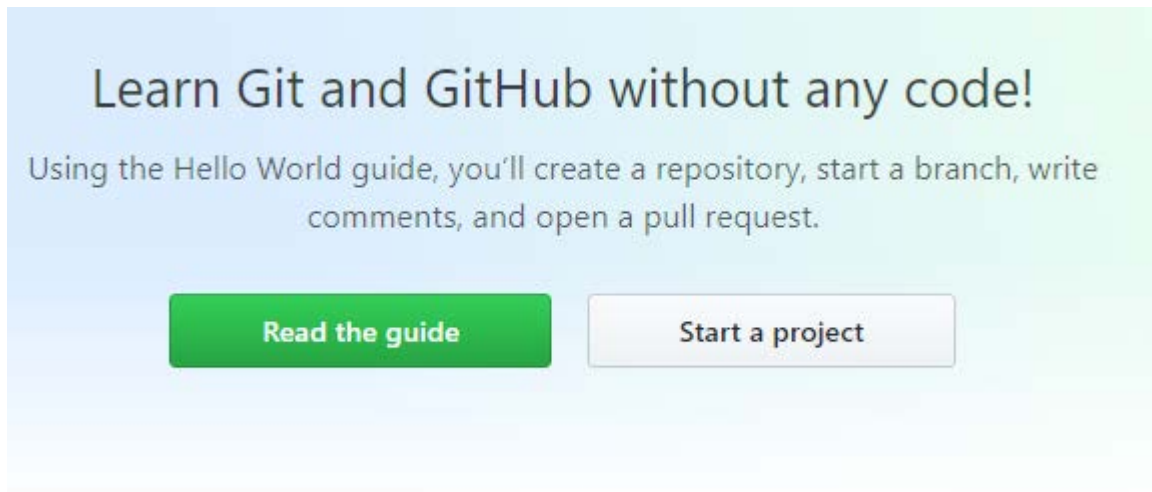 Learn Git and GitHub without any code!
Using the Hello World guide, you’ll create a repository, start a branch, write
comments, and open a pull request.
Read the guide
Start a project